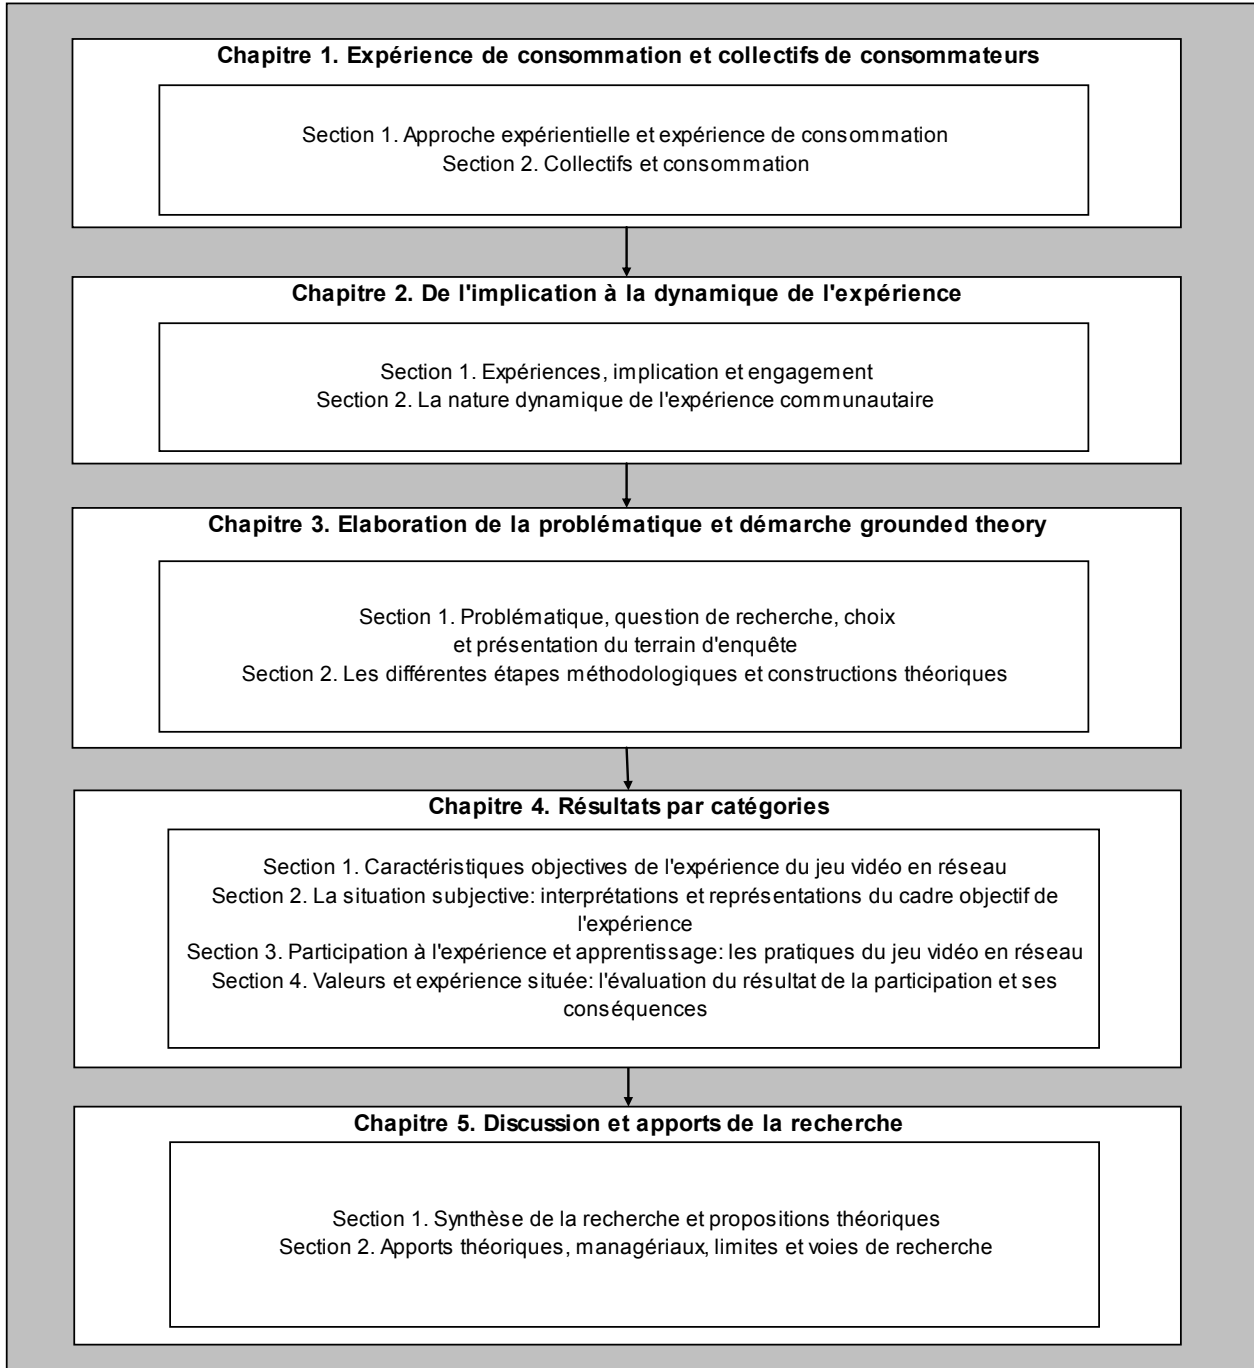 Chapitre 1. Expérience de consommation et collectifs de consommateurs
Section 1. Approche expérientielle et expérience de consommation
Section 2. Collectifs et consommation
Chapitre 2. De l'implication à la dynamique de l'expérience
Section 1. Expériences, implication et engagement
Section 2. La nature dynamique de l'expérience communautaire
Chapitre 3. Elaboration de la problématique et démarche grounded theory
Section 1. Problématique, question de recherche, choix
et présentation du terrain d'enquête
Section 2. Les différentes étapes méthodologiques et constructions théoriques
Chapitre 4. Résultats par catégories
Section 1. Caractéristiques objectives de l'expérience du jeu vidéo en réseau
Section 2. La situation subjective: interprétations et représentations du cadre objectif de
l'expérience
Section 3. Participation à l'expérience et apprentissage: les pratiques du jeu vidéo en réseau
Section 4. Valeurs et expérience située: l'évaluation du résultat de la participation et ses
conséquences
Chapitre 5. Discussion et apports de la recherche
Section 1. Synthèse de la recherche et propositions théoriques
Section 2. Apports théoriques, managériaux, limites et voies de recherche